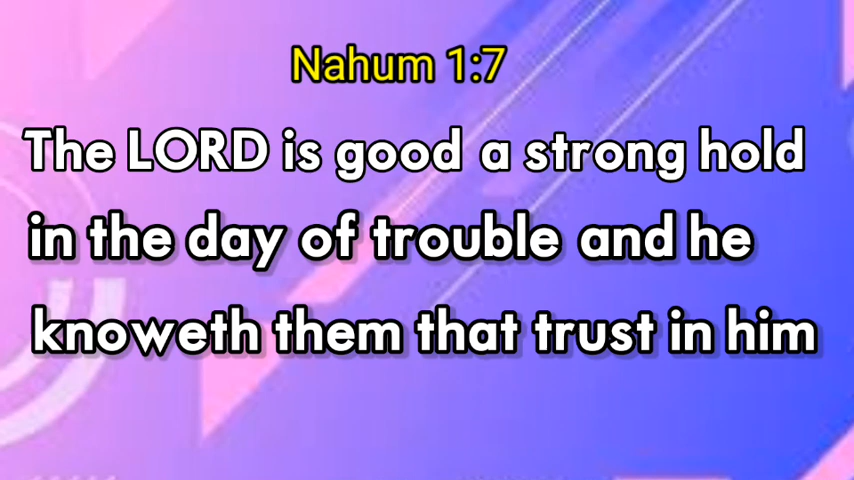 Nahum 1:7
The LORD is good a strong hold
in the day of trouble and he
knoweth them that trust in him